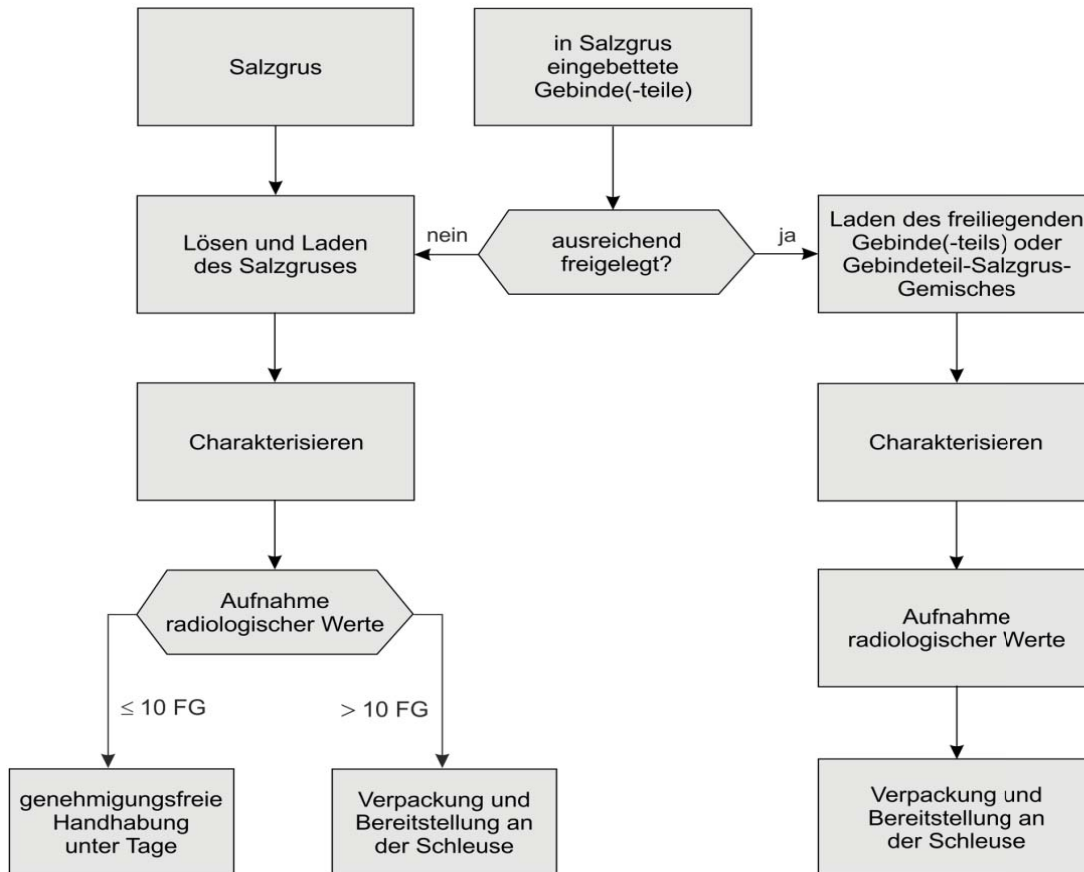 Salzgrus
in Salzgrus
eingebettete
Gebinde(-teile)
Lösen und Laden
des Salzgruses
nein
ausreichend
freigelegt?
ja
Laden des freiliegenden
Gebinde(-teils) oder
Gebindeteil-Salzgrus-
Gemisches
Charakterisieren
Charakterisieren
Aufnahme
radiologischer Werte
Aufnahme
radiologischer Werte
≤ 10 FG
> 10 FG
genehmigungsfreie
Handhabung
unter Tage
Verpackung und
Bereitstellung an
der Schleuse
Verpackung und
Bereitstellung an
der Schleuse